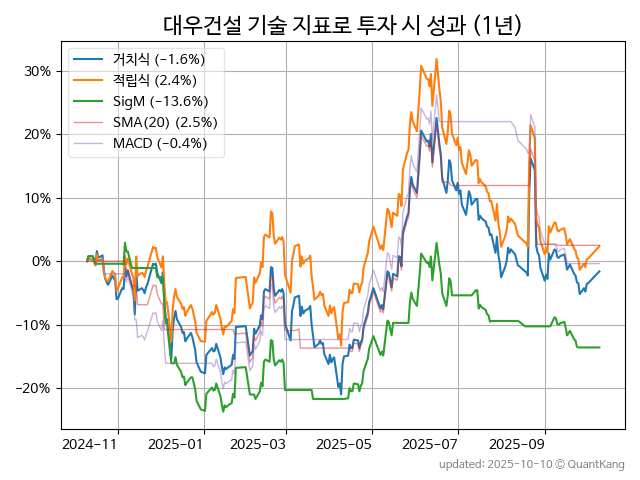 대우건설 기술 지표로 투자 시 성과 (1년)
거치식 (−1.6%)
적립식 (2.4%)
SigM (−13.6%)
SMA(20) (2.5%)
MACD (−0.4%)
30%
20%
10%
0%
−10%
−20%
2024−11
2025−01
2025−03
2025−05
2025−07
2025−09
updated: 2025-10-10 © QuantKang